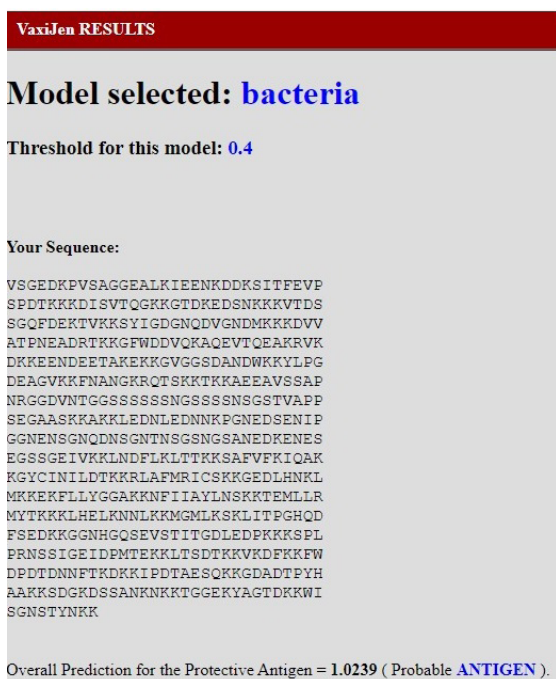 VaxiJen RESULTS
Model selected: bacteria
Threshold for this model: 0.4
Your Sequence:
VSGEDKPVSAGGEALKIEENKDDKSITFEVP
SPDTKKKDISVTQGKKGTDKEDSNKKKVTDS
SGQFDEKTVKKSYIGDGNQDVGNDMKKKDVV
ATPNEADRTKKGFWDDVQKAQEVTQEAKRVK
DKKEENDEETAKEKKGVGGSDANDWKKYLPG
DEAGVKKFNANGKRQTSKKTKKAEEAVSSAP
NRGGDVNTGGSSSSSSNGSSSSNSGSTVAPP
SEGAASKKAKKLEDNLEDNNKPGNEDSENIP
GGNENSGNQDNSGNTNSGSNGSANEDKENES
EGSSGEIVKKLNDFLKLTTKKSAFVFKIQAK
KGYCINILDTKKRLAFMRICSKKGEDLHNKL
MKKEKFLLYGGAKKNFIIAYLNSKKTEMLLR
MYTKKKLHELKNNLKKMGMLKSKLITPGHQD
FSEDKKGGNHGQSEVSTITGDLEDPKKKSPL
PRNSSIGEIDPMTEKKLTSDTKKVKDFKKFW
DPDTDNNFTKDKKIPDTAESQKKGDADTPYH
AAKKSDGKDSSANKNKKTGGEKYAGTDKKWI
SGNSTYNKK
Overall Prediction for the Protective Antigen = 1.0239 ( Probable ANTIGEN ).